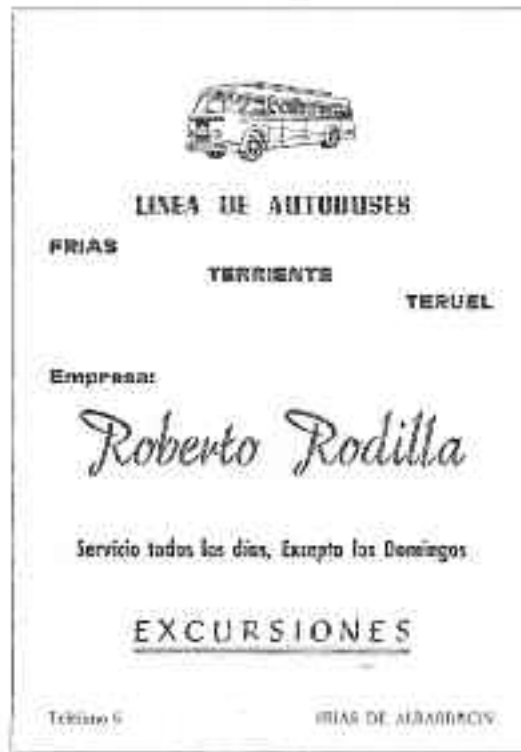 LINEA DE AUTOBUSES
FRIAS
TERRIENTE
TERUEL
Empresa:
Roberto Rodilla
Servicio todos los dias, Excepto los Domingos
EXCURSIONES
Teléfono 6
FRIAS DE ALBARRACIN